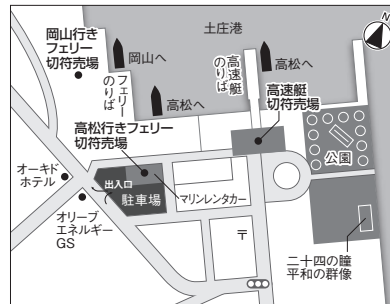 土庄港
N
岡山行き
フェリー
切符売場
岡山へ
フェリー
のりば
高松へ
高速艇
のりば
高松へ
高速艇
切符売場
高松行きフェリー
切符売場
公園
オーキド
ホテル
出入口
駐車場
マリンレンタカー
オリーブ
エネルギー
GS
〒
二十四の瞳
平和の群像